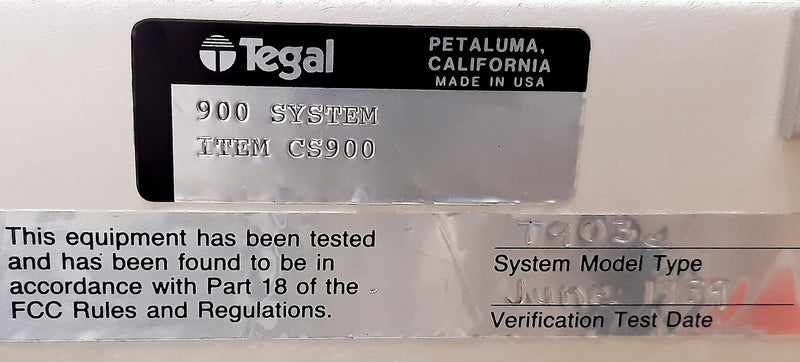 Tegal
PETALUMA,
CALIFORNIA
MADE IN USA
900 SYSTEM
ITEM CS900
This equipment has been tested
and has been found to be in
accordance with Part 18 of the
FCC Rules and Regulations.
System Model Type
June 1989
Verification Test Date